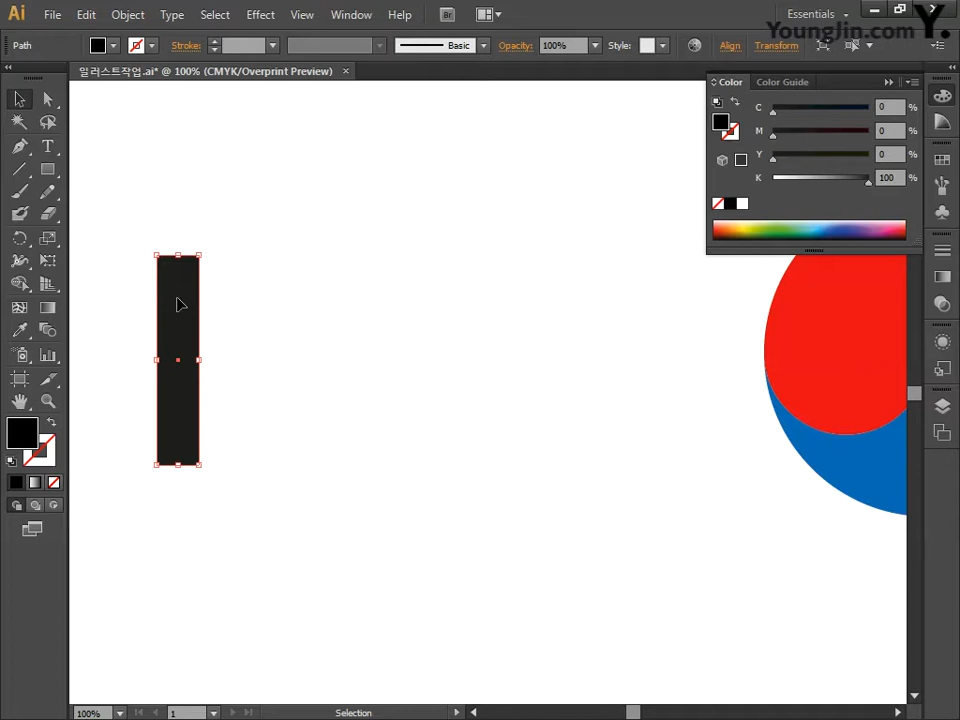 Ai File Edit Object Type Select Effect View Window Help Br Essentials
YoungJin.com Y.
Path Stroke: Basic Opacity: 100% Style: Align Transform
일러스트작업.ai* @ 100% (CMYK/Overprint Preview) ×
Color Color Guide
C 0 %
M 0 %
Y 0 %
K 100 %
T
100% 1 Selection